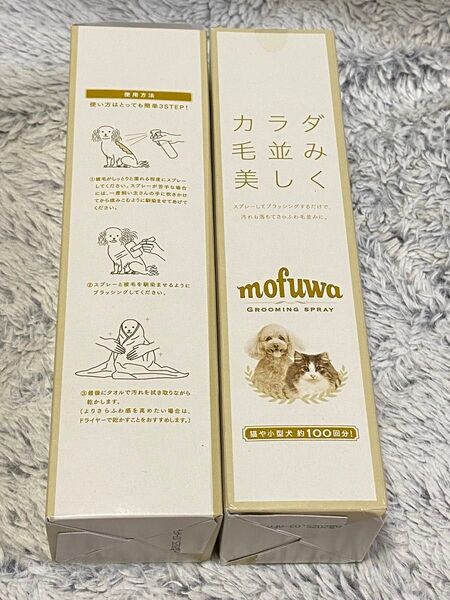 使用方法
使い方はとっても簡単3STEP!
①被毛がしっとりと濡れる程度にスプレー
してください。スプレーが苦手な場合
には、一度飼い主さんの手に吹きかけ
てから揉みこむように馴染ませてあげて
ください。
②スプレーと被毛を馴染ませるように
ブラッシングしてください。
③最後にタオルで汚れを拭き取りながら
乾かします。
(よりさらふわ感を高めたい場合は、
ドライヤーで乾かすことをおすすめします。)
カラダ
毛並み
美しく
スプレーしてブラッシングするだけで、
汚れも落ちてさらふわ毛並みに。
mofuwa
GROOMING SPRAY
猫や小型犬 約100回分!